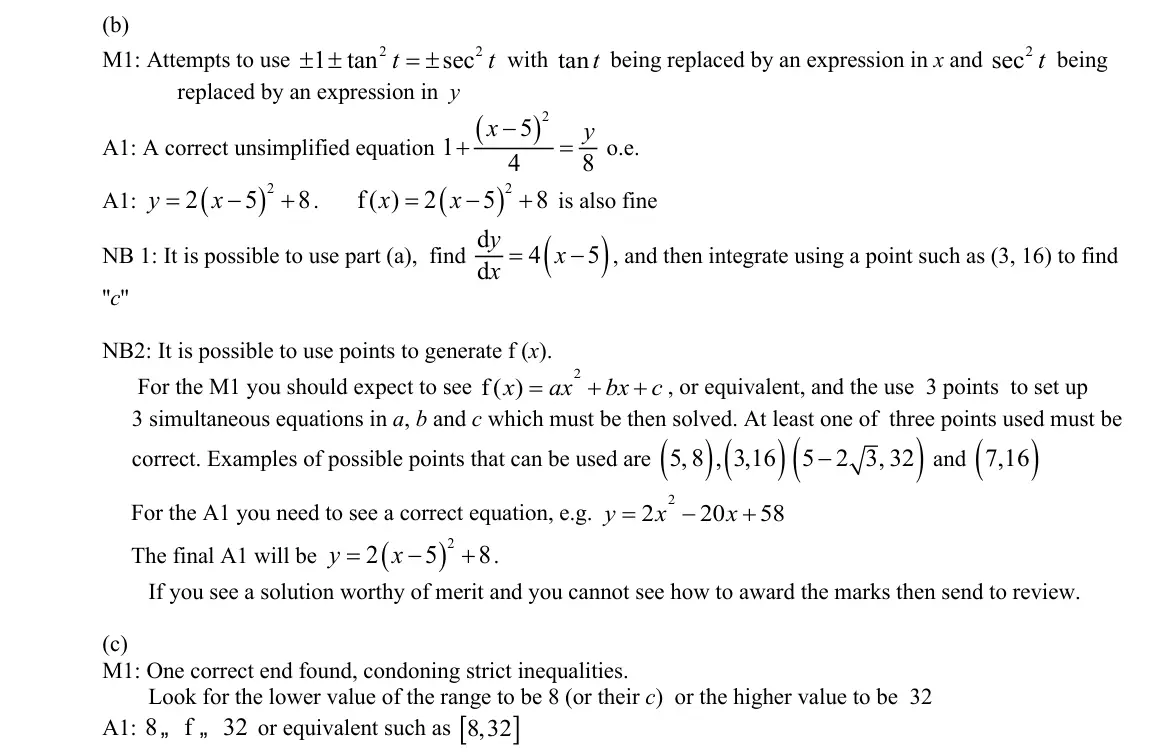 (b)
M1: Attempts to use ±1 ± tan² t = ± sec² t with tan t being replaced by an expression in x and sec² t being
replaced by an expression in y
A1: A correct unsimplified equation 1 + (x − 5)²/4 = y/8 o.e.
A1: y = 2(x − 5)² + 8. f(x) = 2(x − 5)² + 8 is also fine
NB 1: It is possible to use part (a), find dy/dx = 4(x − 5), and then integrate using a point such as (3, 16) to find
"c"
NB2: It is possible to use points to generate f (x).
For the M1 you should expect to see f(x) = ax² + bx + c, or equivalent, and the use 3 points to set up
3 simultaneous equations in a, b and c which must be then solved. At least one of three points used must be
correct. Examples of possible points that can be used are (5, 8),(3,16) (5 − 2√3, 32) and (7,16)
For the A1 you need to see a correct equation, e.g. y = 2x² − 20x + 58
The final A1 will be y = 2(x − 5)² + 8.
If you see a solution worthy of merit and you cannot see how to award the marks then send to review.
(c)
M1: One correct end found, condoning strict inequalities.
Look for the lower value of the range to be 8 (or their c) or the higher value to be 32
A1: 8 „ f „ 32 or equivalent such as [8,32]